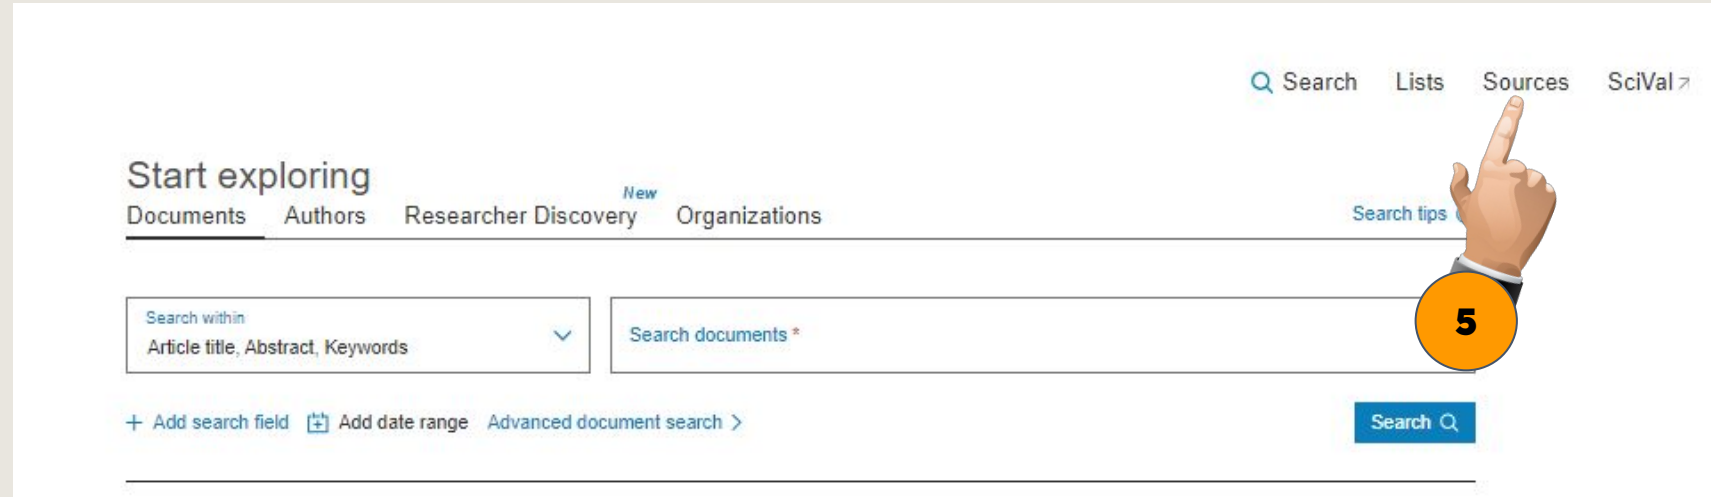 Search Lists Sources SciVal
Start exploring
New
Documents Authors Researcher Discovery Organizations Search tips
Search within
Article title, Abstract, Keywords
Search documents *
5
+ Add search field Add date range Advanced document search >
Search